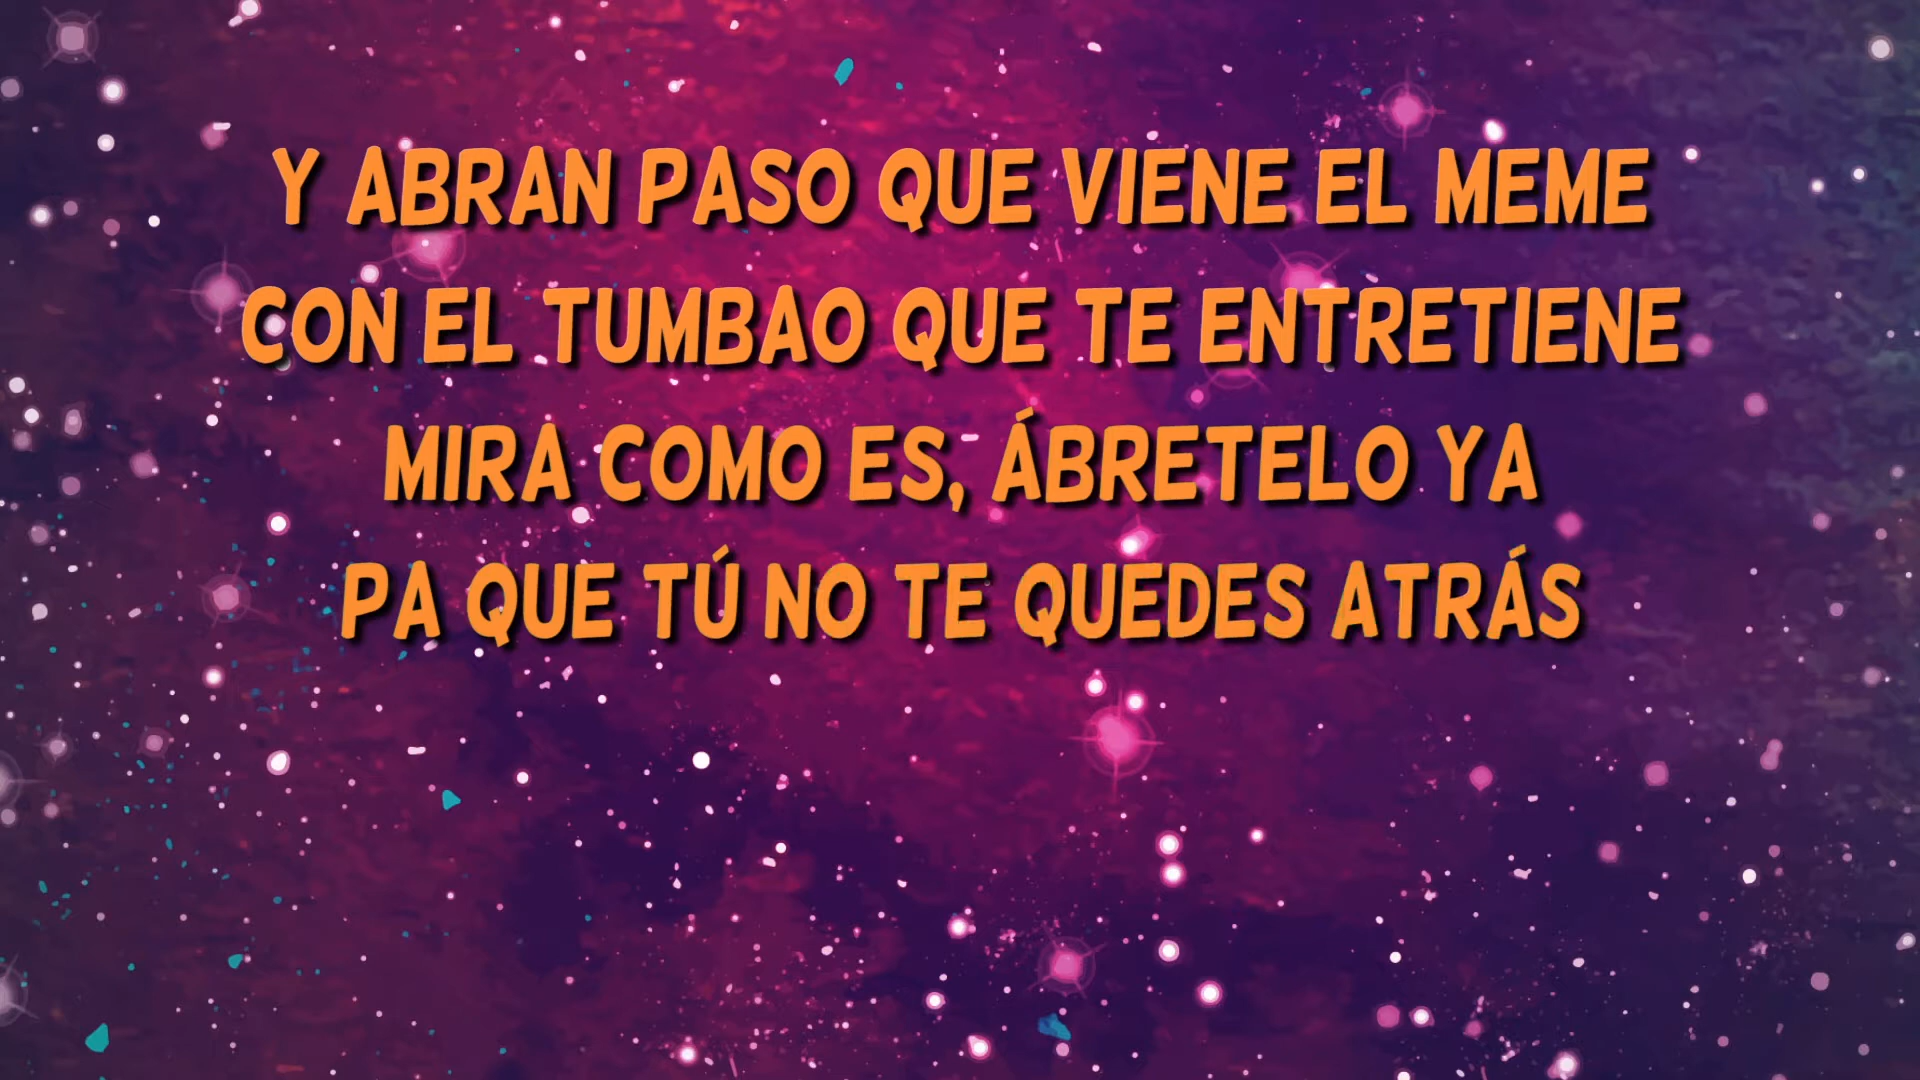 Y ABRAN PASO QUE VIENE EL MEME
CON EL TUMBAO QUE TE ENTRETIENE
MIRA COMO ES, ÁBRETELO YA
PA QUE TÚ NO TE QUEDES ATRÁS